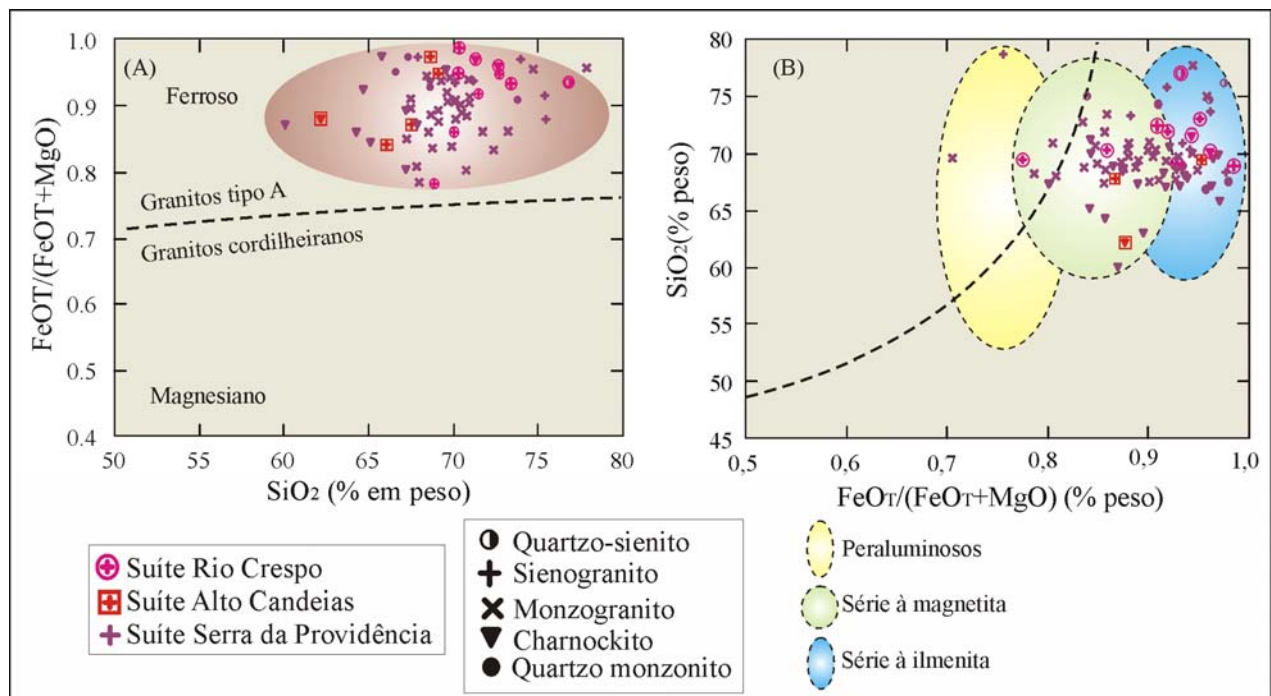 (A)
Ferroso
Granitos tipo A
Granitos cordilheiranos
Magnesiano
FeOT/(FeOT+MgO)
1.0
0.9
0.8
0.7
0.6
0.5
0.4
50
55
60
65
70
75
80
SiO2 (% em peso)
(B)
SiO2(% peso)
80
75
70
65
60
55
50
45
0,5
0,6
0,7
0,8
0,9
1,0
FeOT/(FeOT+MgO) (% peso)
Suíte Rio Crespo
Suíte Alto Candeias
Suíte Serra da Providência
Quartzo-sienito
Sienogranito
Monzogranito
Charnockito
Quartzo monzonito
Peraluminosos
Série à magnetita
Série à ilmenita